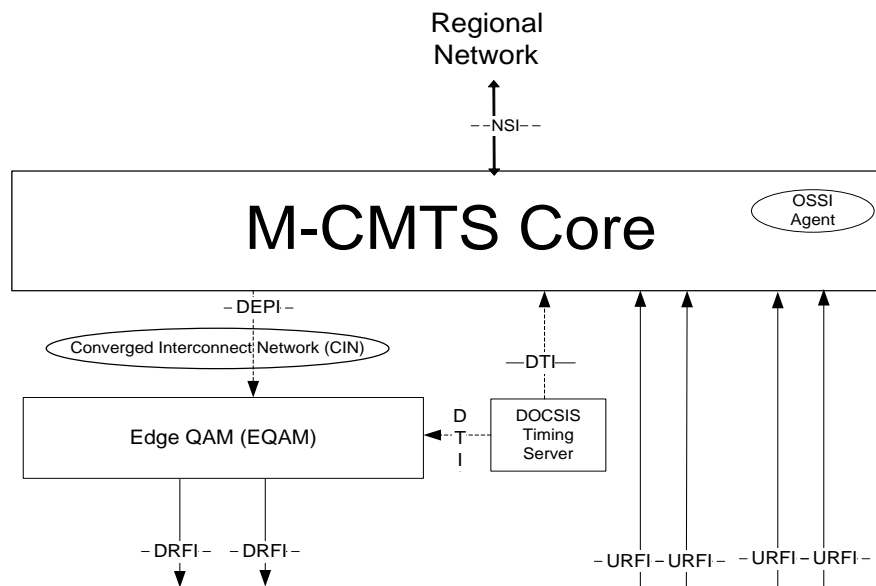 Regional
Network
NSI
M-CMTS Core
OSSI
Agent
DEPI
Converged Interconnect Network (CIN)
DTI
Edge QAM (EQAM)
D
T
I
DOCSIS
Timing
Server
DRFI
DRFI
URFI
URFI
URFI
URFI